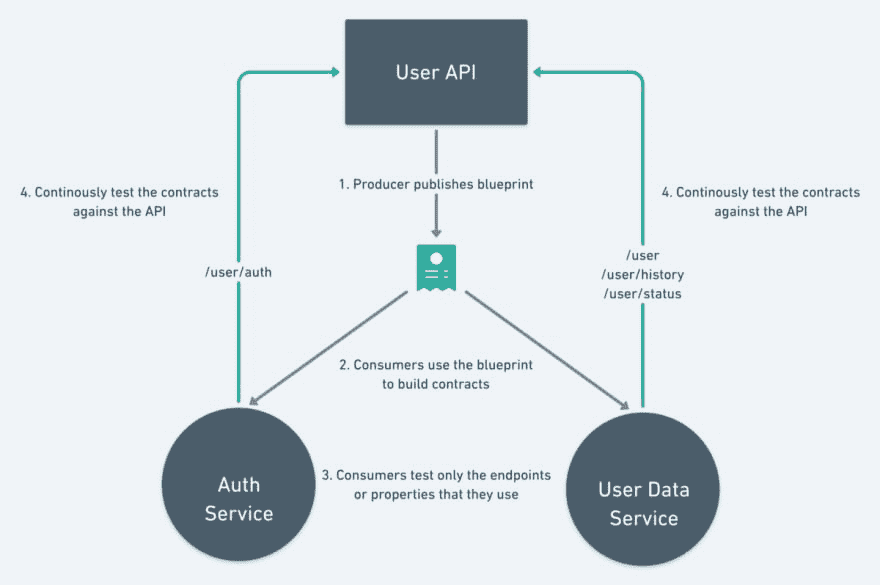 User API
1. Producer publishes blueprint
4. Continously test the contracts
against the API
4. Continously test the contracts
against the API
/user/auth
/user
/user/history
/user/status
2. Consumers use the blueprint
to build contracts
3. Consumers test only the endpoints
or properties that they use
Auth
Service
User Data
Service